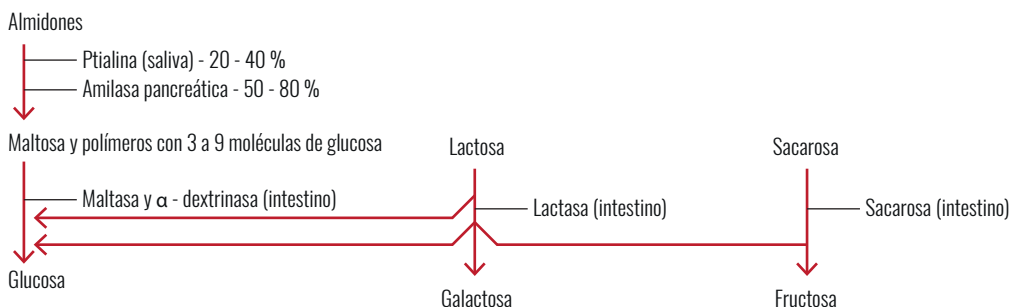 Almidones
Ptialina (saliva) - 20 - 40 %
Amilasa pancreática - 50 - 80 %
Maltosa y polímeros con 3 a 9 moléculas de glucosa
Lactosa
Sacarosa
Maltasa y α - dextrinasa (intestino)
Lactasa (intestino)
Sacarosa (intestino)
Glucosa
Galactosa
Fructosa